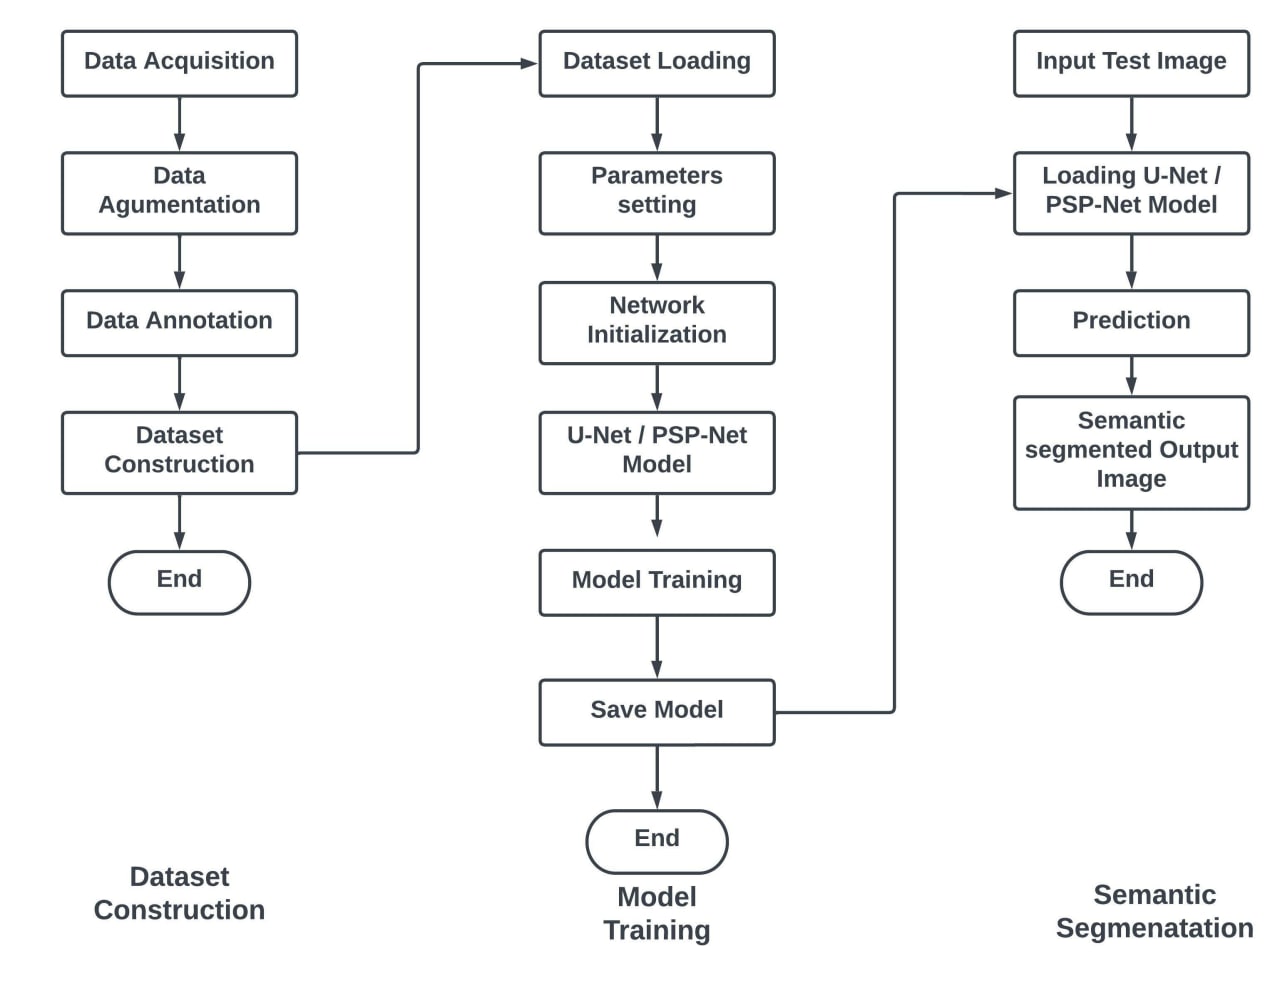 Data Acquisition
Data
Agumentation
Data Annotation
Dataset
Construction
End
Dataset
Construction
Dataset Loading
Parameters
setting
Network
Initialization
U-Net / PSP-Net
Model
Model Training
Save Model
End
Model
Training
Input Test Image
Loading U-Net /
PSP-Net Model
Prediction
Semantic
segmented Output
Image
End
Semantic
Segmenatation